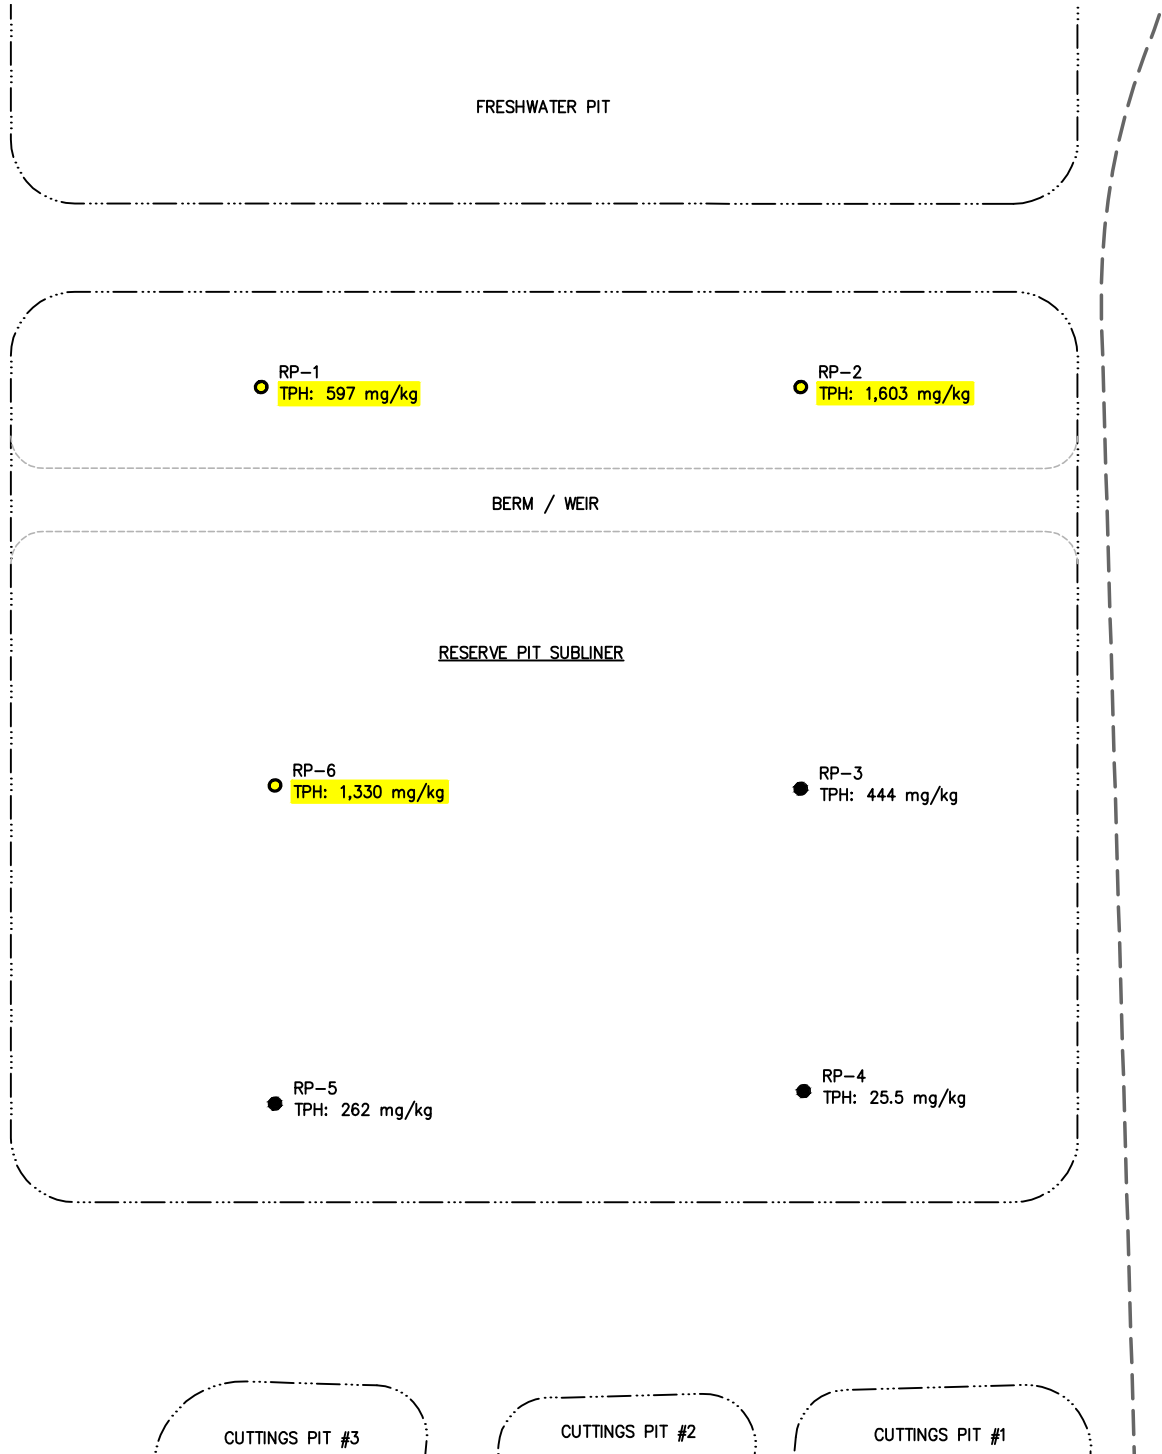 FRESHWATER PIT
RP-1
TPH: 597 mg/kg
RP-2
TPH: 1,603 mg/kg
BERM / WEIR
RESERVE PIT SUBLINER
RP-6
TPH: 1,330 mg/kg
RP-3
TPH: 444 mg/kg
RP-5
TPH: 262 mg/kg
RP-4
TPH: 25.5 mg/kg
CUTTINGS PIT #3
CUTTINGS PIT #2
CUTTINGS PIT #1